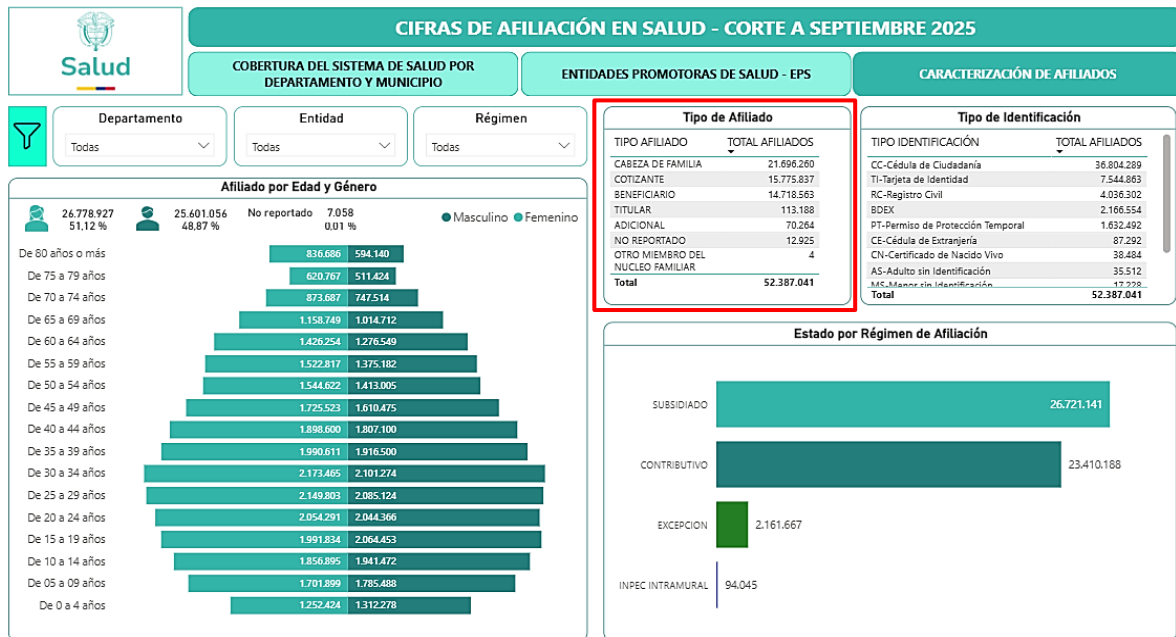 Salud
CIFRAS DE AFILIACIÓN EN SALUD - CORTE A SEPTIEMBRE 2025
COBERTURA DEL SISTEMA DE SALUD POR
DEPARTAMENTO Y MUNICIPIO
ENTIDADES PROMOTORAS DE SALUD - EPS
CARACTERIZACIÓN DE AFILIADOS
Departamento
Todas
Entidad
Todas
Régimen
Todas
Afiliado por Edad y Género
26.778.927
51,12 %
25.601.056
48,87 %
No reportado 7.058
0,01 %
Masculino Femenino
De 80 años o más 836.686 594.140
De 75 a 79 años 620.767 511.424
De 70 a 74 años 873.687 747.514
De 65 a 69 años 1.158.749 1.014.712
De 60 a 64 años 1.426.254 1.276.549
De 55 a 59 años 1.522.817 1.375.182
De 50 a 54 años 1.544.622 1.413.005
De 45 a 49 años 1.725.523 1.610.475
De 40 a 44 años 1.898.600 1.807.100
De 35 a 39 años 1.990.611 1.916.500
De 30 a 34 años 2.173.465 2.101.274
De 25 a 29 años 2.149.803 2.085.124
De 20 a 24 años 2.054.291 2.044.366
De 15 a 19 años 1.991.834 2.064.453
De 10 a 14 años 1.856.895 1.941.472
De 05 a 09 años 1.701.899 1.785.488
De 0 a 4 años 1.252.424 1.312.278
Tipo de Afiliado
TIPO AFILIADO TOTAL AFILIADOS
CABEZA DE FAMILIA 21.696.260
COTIZANTE 15.775.837
BENEFICIARIO 14.718.563
TITULAR 113.188
ADICIONAL 70.264
NO REPORTADO 12.925
OTRO MIEMBRO DEL 4
NUCLEO FAMILIAR
Total 52.387.041
Tipo de Identificación
TIPO IDENTIFICACIÓN TOTAL AFILIADOS
CC-Cédula de Ciudadanía 36.804.289
TI-Tarjeta de Identidad 7.544.863
RC-Registro Civil 4.036.302
BDEX 2.166.554
PT-Permiso de Protección Temporal 1.632.492
CE-Cédula de Extranjería 87.292
CN-Certificado de Nacido Vivo 38.484
AS-Adulto sin Identificación 35.512
MS-Menor sin Identificación 17.228
Total 52.387.041
Estado por Régimen de Afiliación
SUBSIDIADO 26.721.141
CONTRIBUTIVO 23.410.188
EXCEPCION 2.161.667
INPEC INTRAMURAL 94.045